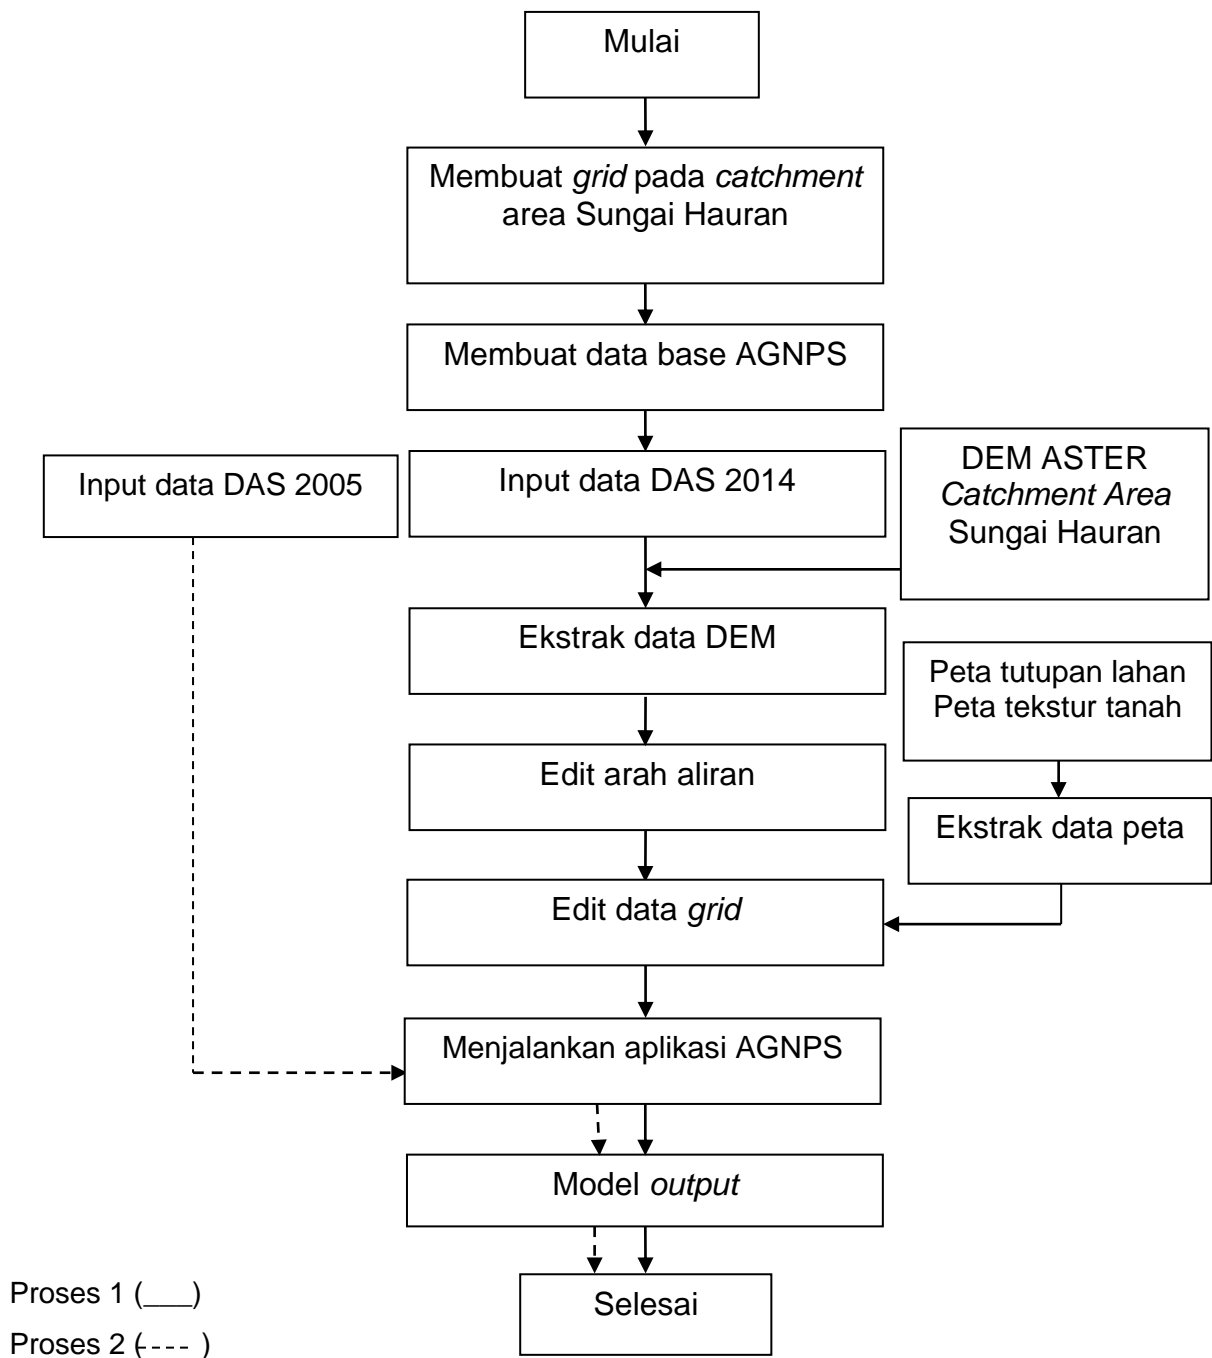 Mulai
Membuat grid pada catchment
area Sungai Hauran
Membuat data base AGNPS
Input data DAS 2005
Input data DAS 2014
DEM ASTER
Catchment Area
Sungai Hauran
Ekstrak data DEM
Peta tutupan lahan
Peta tekstur tanah
Edit arah aliran
Ekstrak data peta
Edit data grid
Menjalankan aplikasi AGNPS
Model output
Selesai
Proses 1 (___)
Proses 2 (---- )